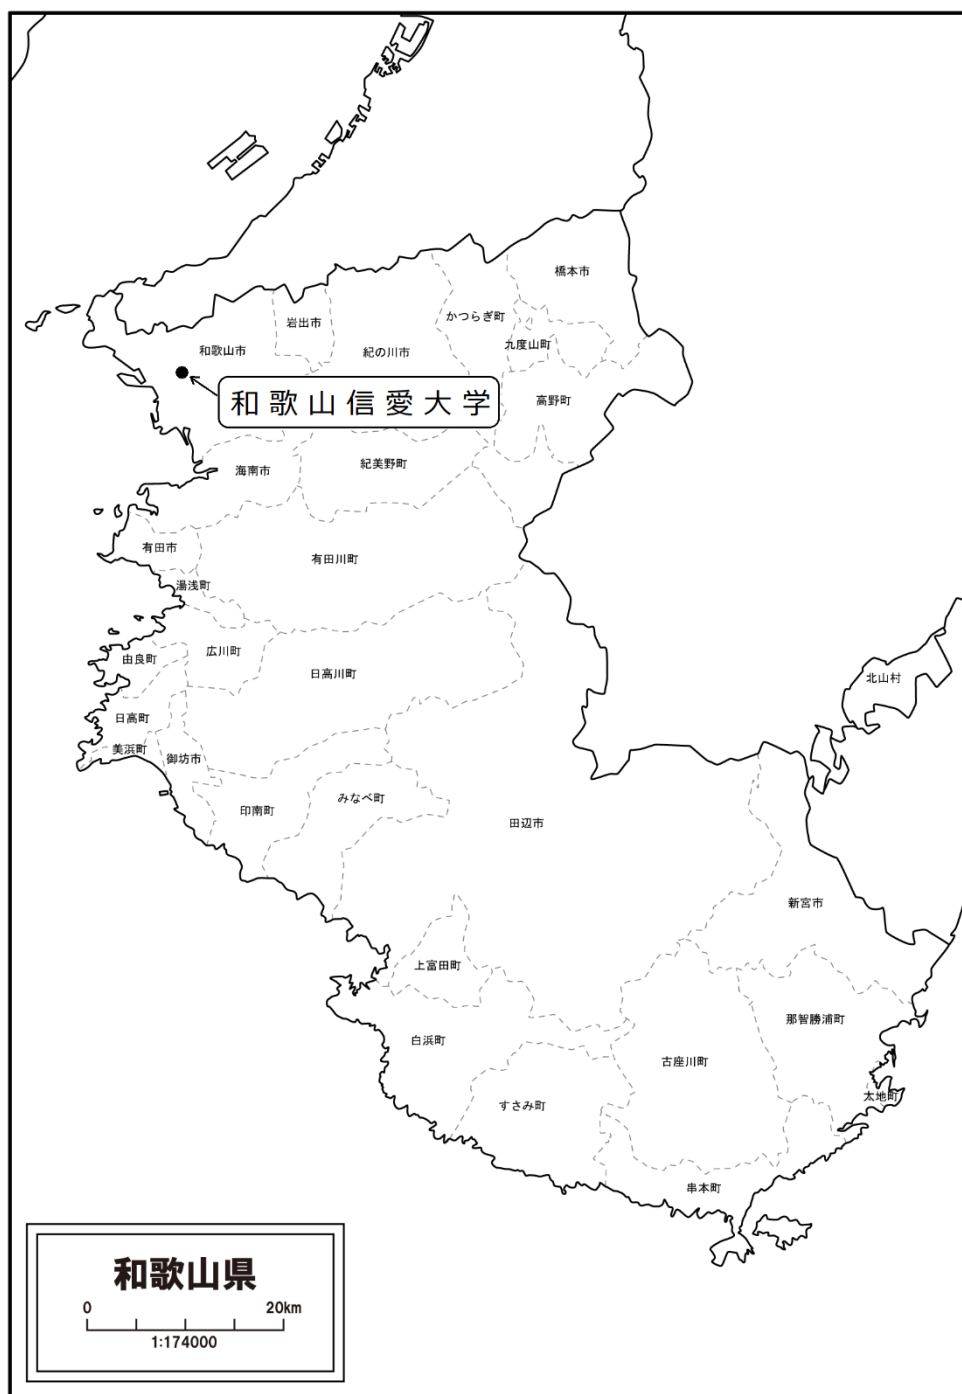 橋本市
かつらぎ町
岩出市
九度山町
和歌山市
紀の川市
和歌山信愛大学
高野町
海南市
紀美野町
有田市
有田川町
湯浅町
広川町
由良町
日高川町
北山村
日高町
美浜町
御坊市
みなべ町
印南町
田辺市
新宮市
上富田町
那智勝浦町
白浜町
古座川町
太地町
すさみ町
串本町
和歌山県
0 20km
1:174000